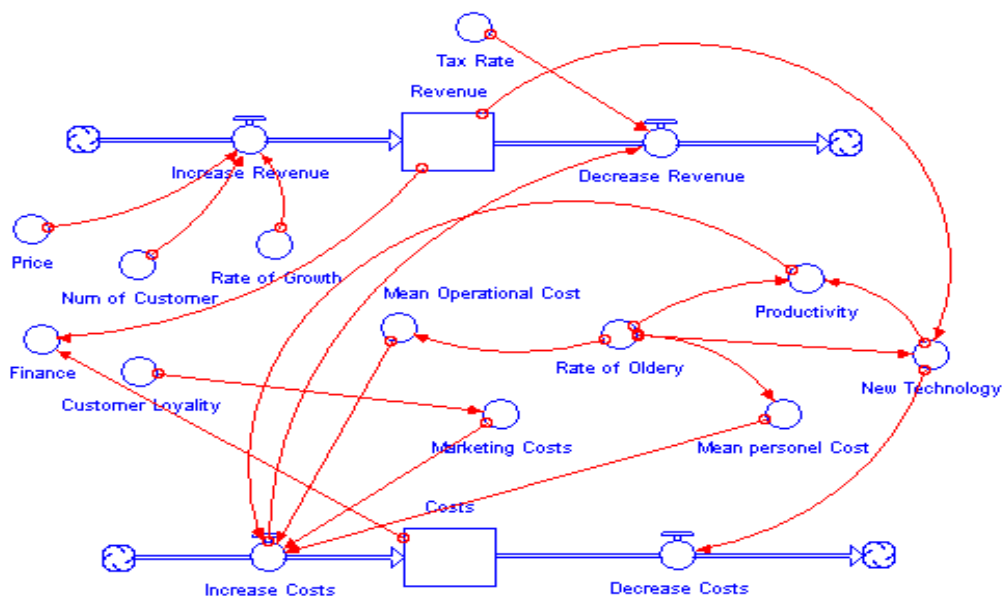 Tax Rate
Revenue
Increase Revenue
Decrease Revenue
Price
Num of Customer
Rate of Growth
Mean Operational Cost
Productivity
Finance
Customer Loyality
Rate of Oldery
New Technology
Marketing Costs
Mean personel Cost
Costs
Increase Costs
Decrease Costs